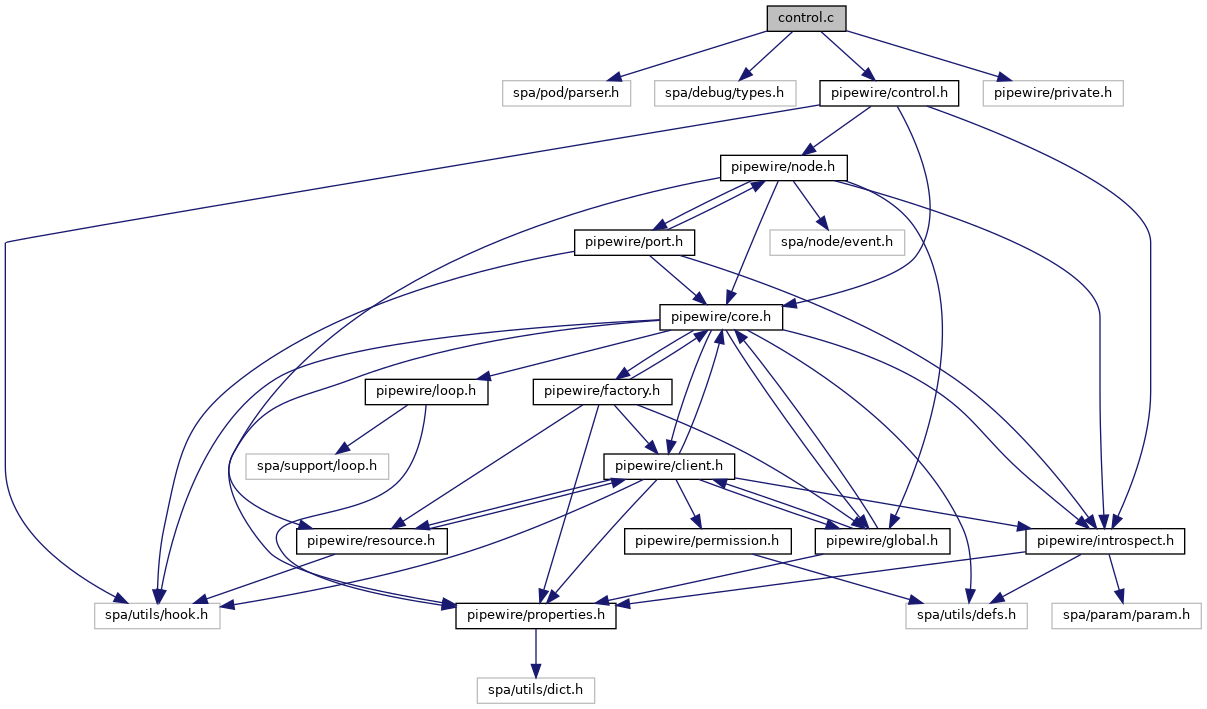 control.c
spa/pod/parser.h
spa/debug/types.h
pipewire/control.h
pipewire/private.h
pipewire/node.h
pipewire/port.h
spa/node/event.h
pipewire/core.h
pipewire/loop.h
pipewire/factory.h
spa/support/loop.h
pipewire/client.h
pipewire/resource.h
pipewire/permission.h
pipewire/global.h
pipewire/introspect.h
spa/utils/hook.h
pipewire/properties.h
spa/utils/defs.h
spa/param/param.h
spa/utils/dict.h